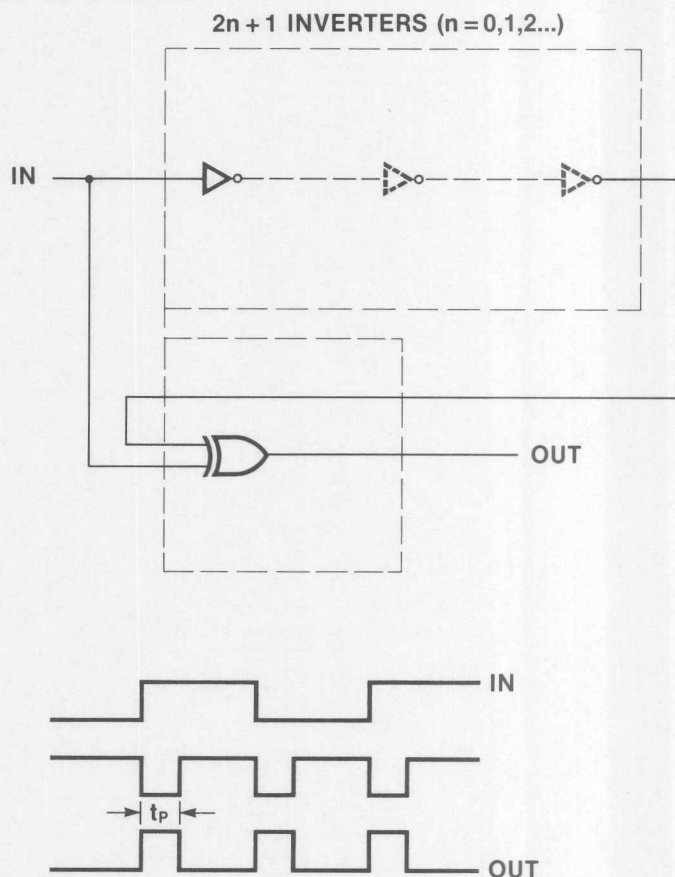 2n + 1 INVERTERS (n = 0,1,2...)
IN
OUT
IN
tP
OUT